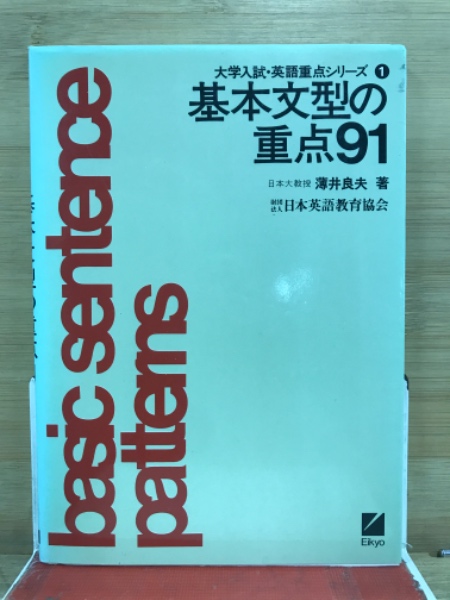 大学入試・英語重点シリーズ 1
基本文型の
重点91
日本大教授 薄井良夫 著
財団法人 日本英語教育協会
basic sentence
patterns
Eikyo